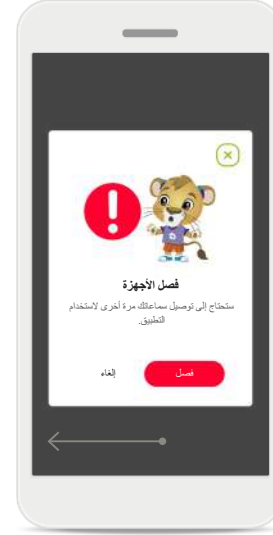 فصل الأجهزة
ستحتاج إلى توصيل سماعاتك مرة أخرى لاستخدام
التطبيق.
فصل
إلغاء